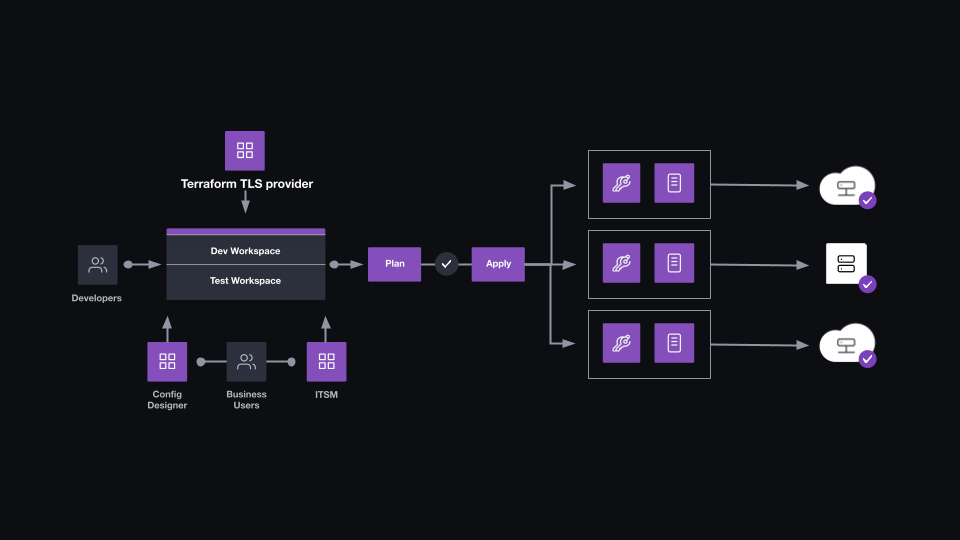 Terraform TLS provider
Dev Workspace
Test Workspace
Plan
Apply
Developers
Config
Designer
Business
Users
ITSM